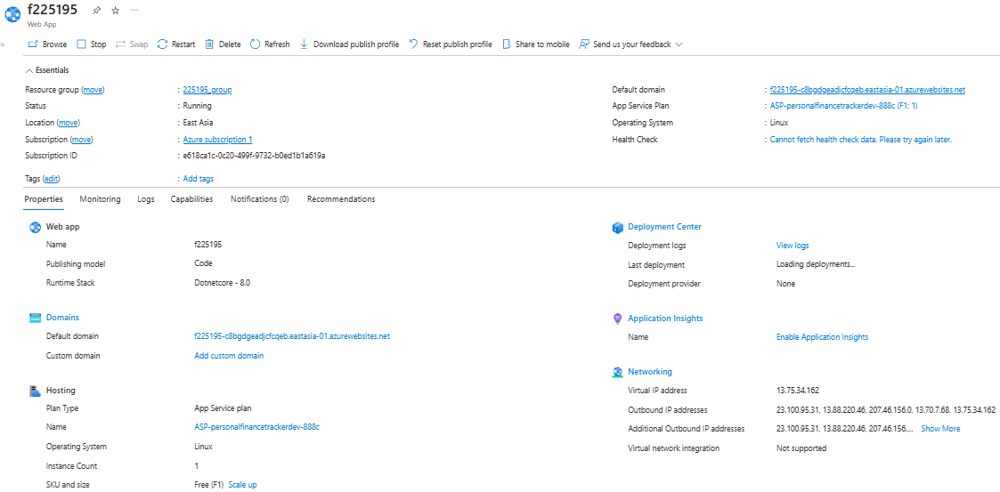 f225195
Web App
Browse Stop Swap Restart Delete Refresh Download publish profile Reset publish profile Share to mobile Send us your feedback
Essentials
Resource group (move) : 225195_group
Status : Running
Location (move) : East Asia
Subscription (move) : Azure subscription 1
Subscription ID : e618ca1c-0c20-499f-9732-b0ed1b1a619a
Default domain : f225195-c8bgdgeadjcfcqeb.eastasia-01.azurewebsites.net
App Service Plan : ASP-personalfinancetrackerdev-888c (F1: 1)
Operating System : Linux
Health Check : Cannot fetch health check data. Please try again later.
Tags (edit) : Add tags
Properties Monitoring Logs Capabilities Notifications (0) Recommendations
Web app
Name f225195
Publishing model Code
Runtime Stack Dotnetcore - 8.0
Domains
Default domain f225195-c8bgdgeadjcfcqeb.eastasia-01.azurewebsites.net
Custom domain Add custom domain
Hosting
Plan Type App Service plan
Name ASP-personalfinancetrackerdev-888c
Operating System Linux
Instance Count 1
SKU and size Free (F1) Scale up
Deployment Center
Deployment logs View logs
Last deployment Loading deployments...
Deployment provider None
Application Insights
Name Enable Application Insights
Networking
Virtual IP address 13.75.34.162
Outbound IP addresses 23.100.95.31, 13.88.220.46, 207.46.156.0, 13.70.7.68, 13.75.34.162
Additional Outbound IP addresses 23.100.95.31, 13.88.220.46, 207.46.156.... Show More
Virtual network integration Not supported